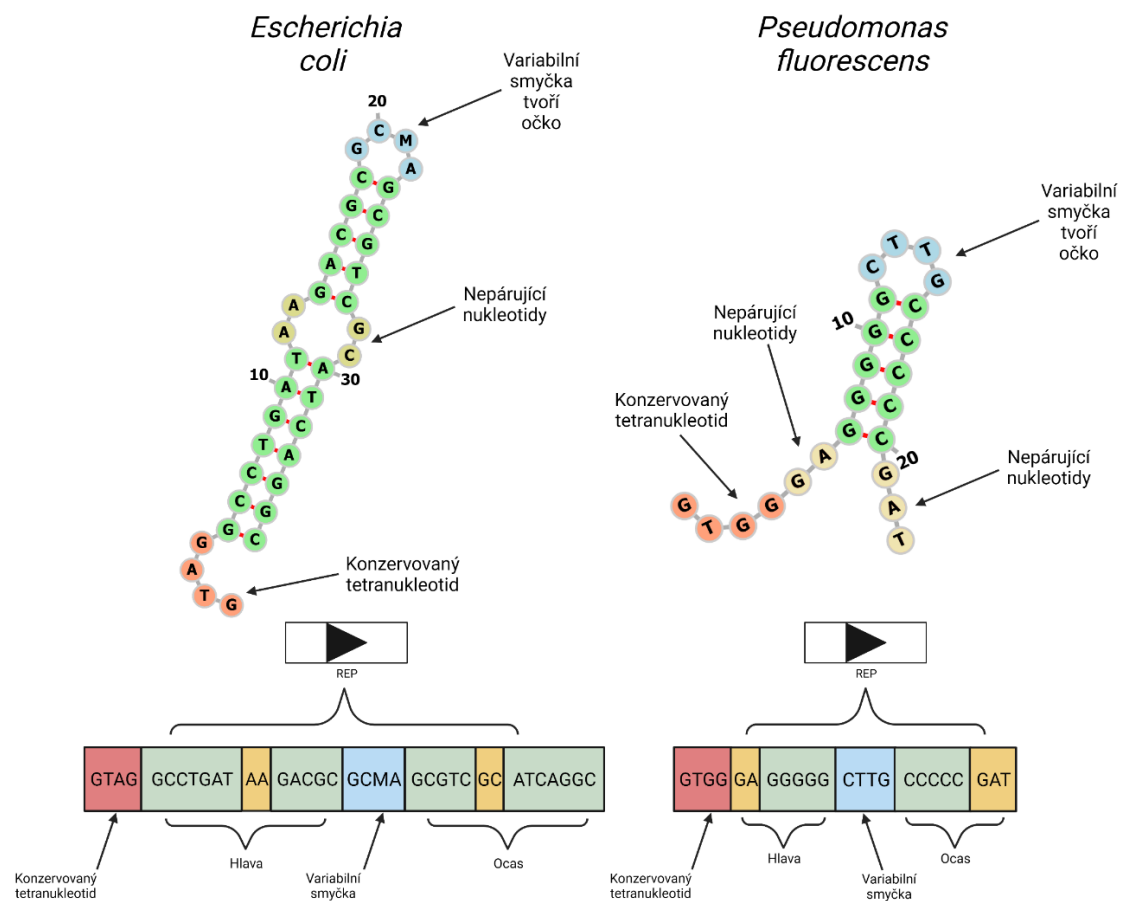 Escherichia
coli
Variabilní
smyčka
tvoří
očko
20
G T A G G C C T G A T A A G A C G C G C M A G C G T C G C A T C A G G C
Nepárující
nukleotidy
10
30
Konzervovaný
tetranukleotid
Pseudomonas
fluorescens
Variabilní
smyčka
tvoří
očko
Nepárující
nukleotidy
10
Konzervovaný
tetranukleotid
G T G G G A G G G G G C T T G C C C C C G A T
20
Nepárující
nukleotidy
REP
GTAG GCCTGAT AA GACGC GCMA GCGTC GC ATCAGGC
Hlava
Ocas
Konzervovaný
tetranukleotid
Variabilní
smyčka
REP
GTGG GA GGGGG CTTG CCCCC GAT
Hlava
Ocas
Konzervovaný
tetranukleotid
Variabilní
smyčka